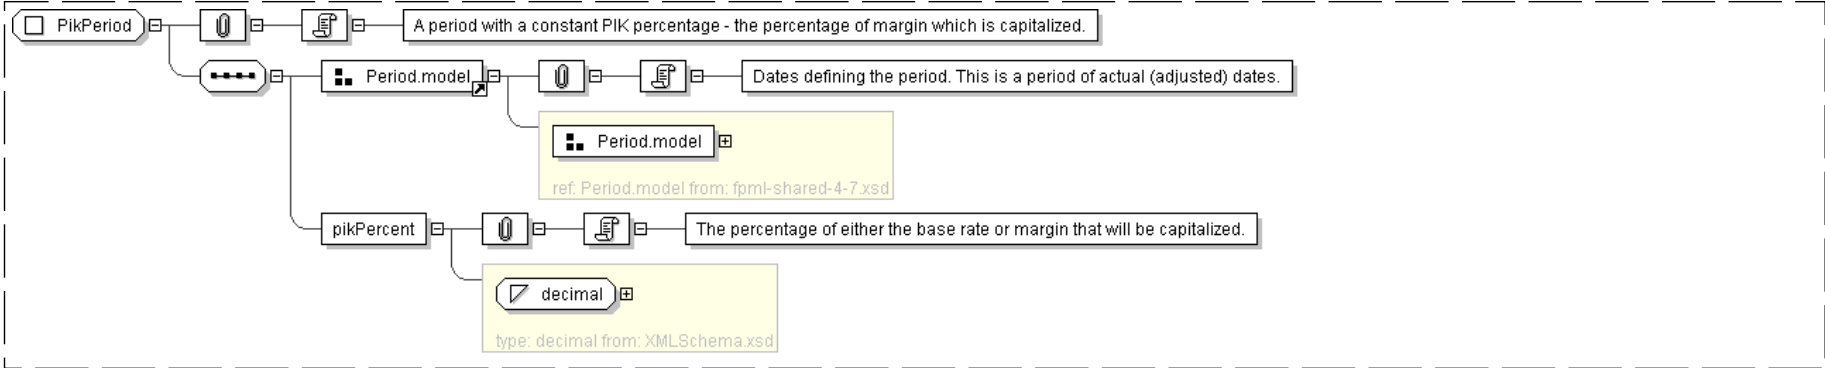 PikPeriod
A period with a constant PIK percentage - the percentage of margin which is capitalized.
Period.model
Dates defining the period. This is a period of actual (adjusted) dates.
Period.model
ref: Period.model from: fpml-shared-4-7.xsd
pikPercent
The percentage of either the base rate or margin that will be capitalized.
decimal
type: decimal from: XMLSchema.xsd